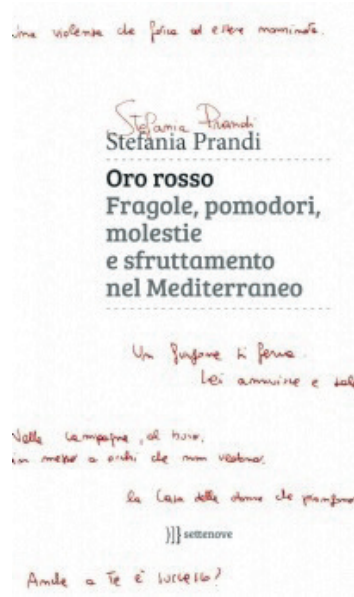 Una violenza che fatica ad essere nominata.
Stefania Prandi
Stefania Prandi
Oro rosso
Fragole, pomodori,
molestie
e sfruttamento
nel Mediterraneo
Un furgone si ferma.
Lei annuisce e sal
Nelle campagne, al buio,
in mezzo a occhi che non vedono.
la Casa delle donne che piangono
settenove
Anche a te è successo?